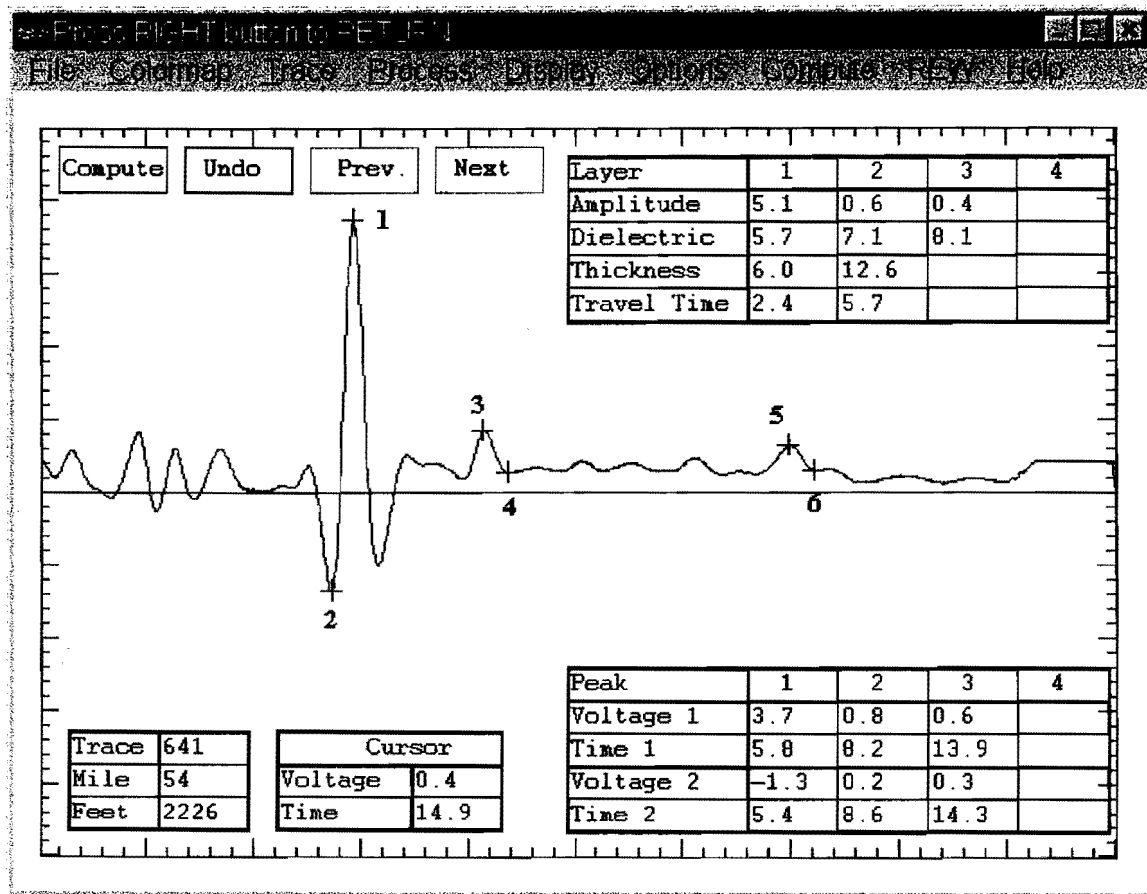 Press RIGHT button to RETURN
File Colormap Trace Process Display Options Compute REW Help
Compute Undo Prev. Next
Layer 1 2 3 4
Amplitude 5.1 0.6 0.4
Dielectric 5.7 7.1 8.1
Thickness 6.0 12.6
Travel Time 2.4 5.7
1
3
5
4
6
2
Peak 1 2 3 4
Voltage 1 3.7 0.8 0.6
Time 1 5.8 8.2 13.9
Voltage 2 -1.3 0.2 0.3
Time 2 5.4 8.6 14.3
Trace 641
Mile 54
Feet 2226
Cursor
Voltage 0.4
Time 14.9